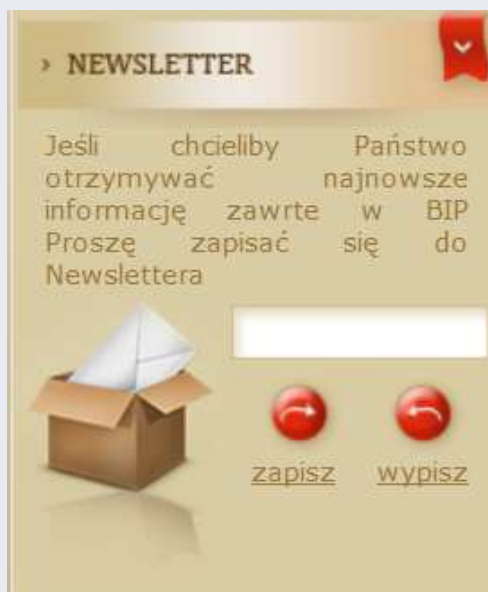 › NEWSLETTER
Jeśli chcieliby Państwo
otrzymywać najnowsze
informację zawrte w BIP
Proszę zapisać się do
Newslettera
zapisz wypisz